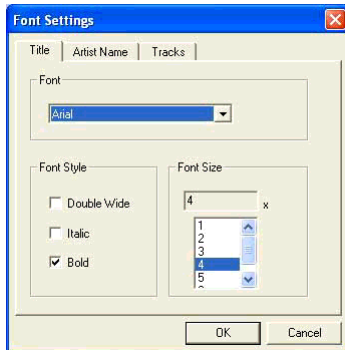 Font Settings
Title Artist Name Tracks
Font
Arial
Font Style
Double Wide
Italic
Bold
Font Size
4 x
1
2
3
4
5
OK Cancel